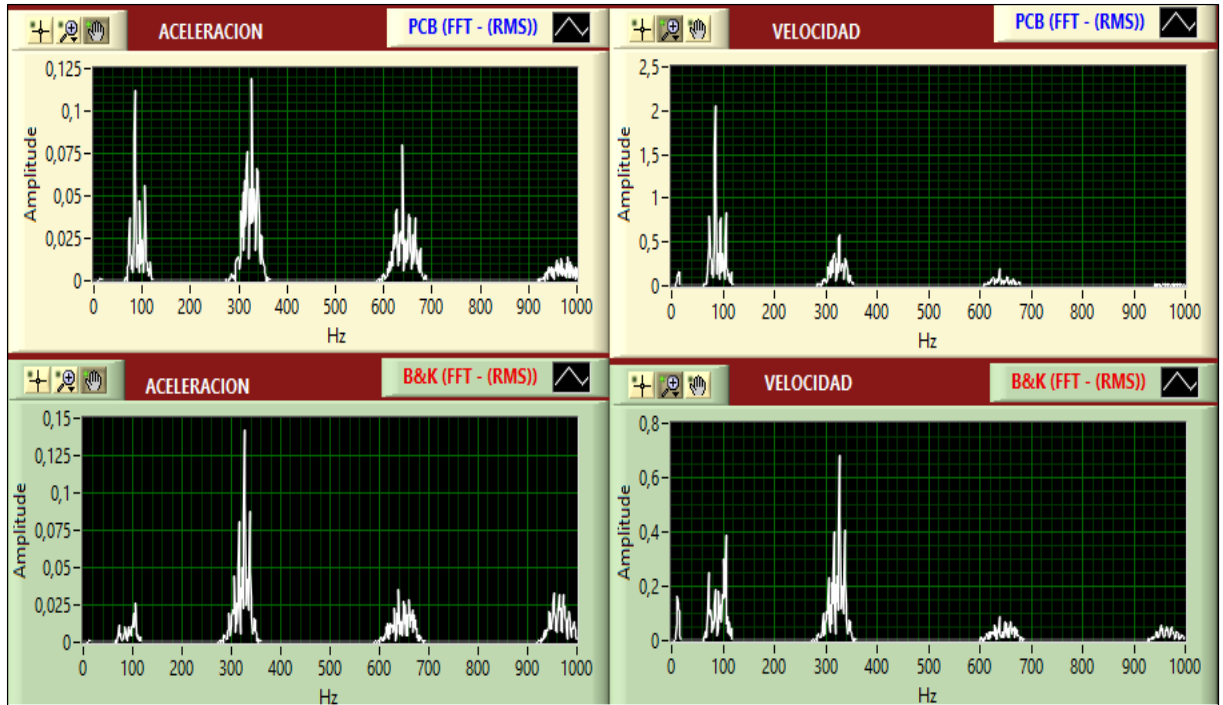 ACELERACION
PCB (FFT - (RMS))
0,125
0,1
0,075
0,05
0,025
0
Amplitude
0 100 200 300 400 500 600 700 800 900 1000
Hz
VELOCIDAD
PCB (FFT - (RMS))
2,5
2
1,5
1
0,5
0
Amplitude
0 100 200 300 400 500 600 700 800 900 1000
Hz
ACELERACION
B&K (FFT - (RMS))
0,15
0,125
0,1
0,075
0,05
0,025
0
Amplitude
0 100 200 300 400 500 600 700 800 900 1000
Hz
VELOCIDAD
B&K (FFT - (RMS))
0,8
0,6
0,4
0,2
0
Amplitude
0 100 200 300 400 500 600 700 800 900 1000
Hz